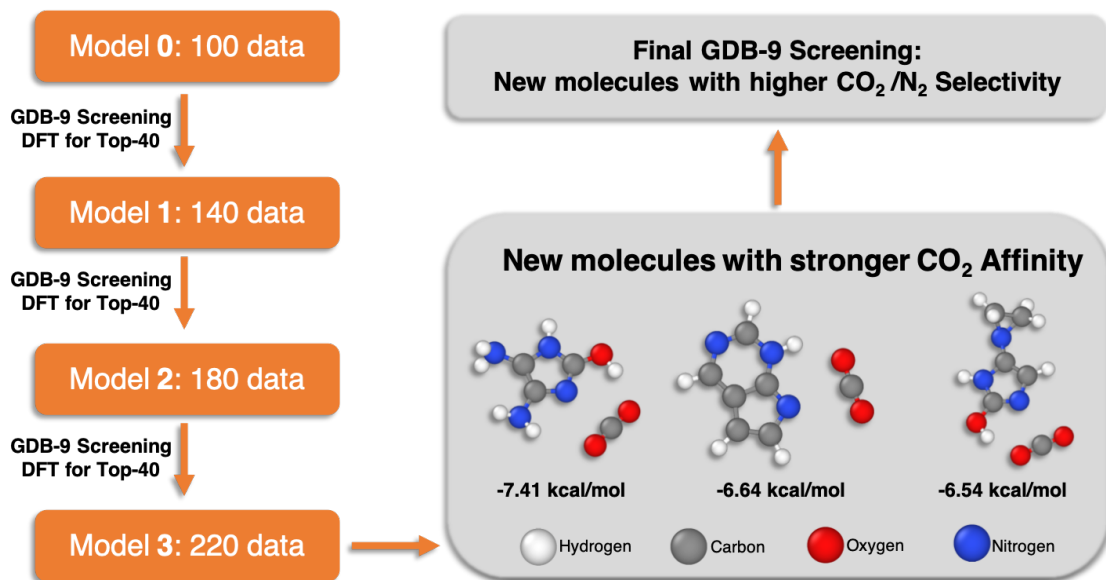 Model 0: 100 data
GDB-9 Screening
DFT for Top-40
Model 1: 140 data
GDB-9 Screening
DFT for Top-40
Model 2: 180 data
GDB-9 Screening
DFT for Top-40
Model 3: 220 data
Final GDB-9 Screening:
New molecules with higher CO₂ /N₂ Selectivity
New molecules with stronger CO₂ Affinity
-7.41 kcal/mol
-6.64 kcal/mol
-6.54 kcal/mol
Hydrogen
Carbon
Oxygen
Nitrogen